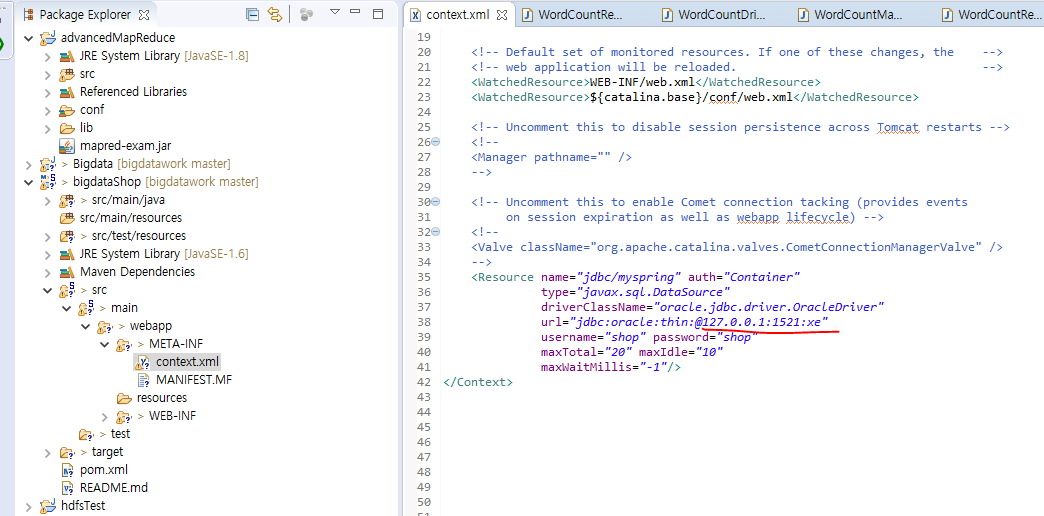 Package Explorer
advancedMapReduce
JRE System Library [JavaSE-1.8]
src
Referenced Libraries
conf
lib
mapred-exam.jar
> Bigdata [bigdatawork master]
> bigdataShop [bigdatawork master]
> src/main/java
src/main/resources
> src/test/resources
JRE System Library [JavaSE-1.6]
Maven Dependencies
> src
> main
> webapp
> META-INF
> context.xml
MANIFEST.MF
resources
> WEB-INF
> test
> target
pom.xml
README.md
hdfsTest
context.xml
WordCountRe...
WordCountDri...
WordCountMa...
WordCountRe...
19
20 <!-- Default set of monitored resources. If one of these changes, the -->
21 <!-- web application will be reloaded. -->
22 <WatchedResource>WEB-INF/web.xml</WatchedResource>
23 <WatchedResource>${catalina.base}/conf/web.xml</WatchedResource>
24
25 <!-- Uncomment this to disable session persistence across Tomcat restarts -->
26 <!--
27 <Manager pathname="" />
28 -->
29
30 <!-- Uncomment this to enable Comet connection tacking (provides events
31 on session expiration as well as webapp lifecycle) -->
32 <!--
33 <Valve className="org.apache.catalina.valves.CometConnectionManagerValve" />
34 -->
35 <Resource name="jdbc/myspring" auth="Container"
36 type="javax.sql.DataSource"
37 driverClassName="oracle.jdbc.driver.OracleDriver"
38 url="jdbc:oracle:thin:@127.0.0.1:1521:xe"
39 username="shop" password="shop"
40 maxTotal="20" maxIdle="10"
41 maxWaitMillis="-1"/>
42 </Context>
43
44
45
46
47
48
49
50